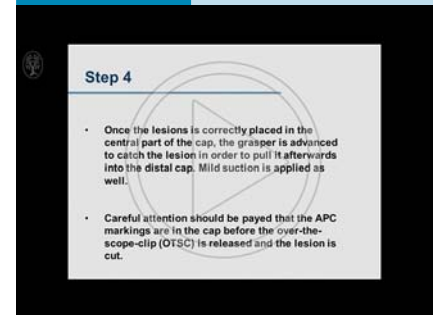 Step 4
• Once the lesions is correctly placed in the
central part of the cap, the grasper is advanced
to catch the lesion in order to pull it afterwards
into the distal cap. Mild suction is applied as
well.
• Careful attention should be payed that the APC
markings are in the cap before the over-the-
scope-clip (OTSC) is released and the lesion is
cut.